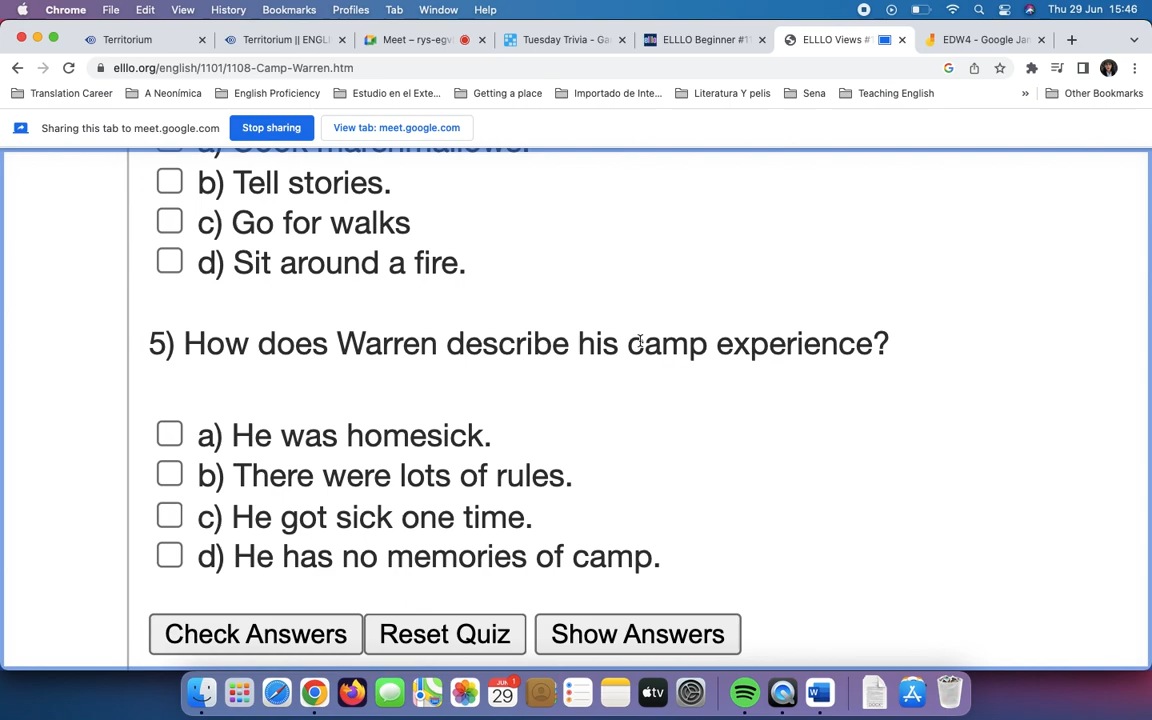 Chrome File Edit View History Bookmarks Profiles Tab Window Help Thu 29 Jun 15:46
Territorium Territorium || ENGLI Meet – rys-egv Tuesday Trivia - Ga ELLLO Beginner #1 ELLLO Views # EDW4 - Google Jam
elllo.org/english/1101/1108-Camp-Warren.htm
Translation Career A Neonímica English Proficiency Estudio en el Exte... Getting a place Importado de Inte... Literatura Y pelis Sena Teaching English » Other Bookmarks
Sharing this tab to meet.google.com Stop sharing View tab: meet.google.com
b) Tell stories.
c) Go for walks
d) Sit around a fire.
5) How does Warren describe his camp experience?
a) He was homesick.
b) There were lots of rules.
c) He got sick one time.
d) He has no memories of camp.
Check Answers Reset Quiz Show Answers
JUN 1
29 tv W